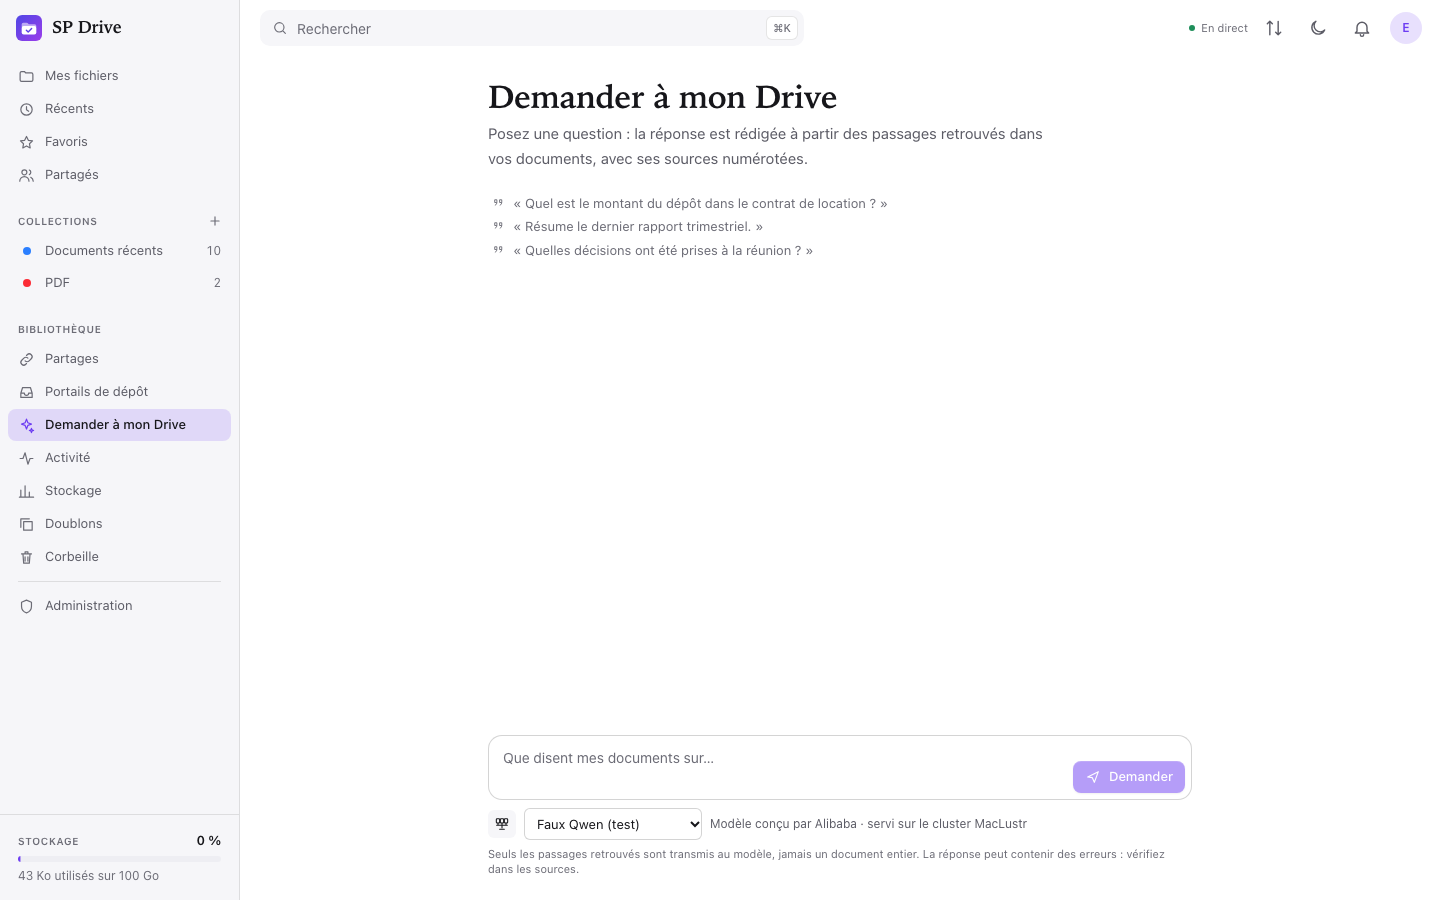 SP Drive
Rechercher
⌘K
En direct
E
Mes fichiers
Récents
Favoris
Partagés
COLLECTIONS
Documents récents 10
PDF 2
BIBLIOTHÈQUE
Partages
Portails de dépôt
Demander à mon Drive
Activité
Stockage
Doublons
Corbeille
Administration
STOCKAGE 0 %
43 Ko utilisés sur 100 Go
Demander à mon Drive
Posez une question : la réponse est rédigée à partir des passages retrouvés dans
vos documents, avec ses sources numérotées.
« Quel est le montant du dépôt dans le contrat de location ? »
« Résume le dernier rapport trimestriel. »
« Quelles décisions ont été prises à la réunion ? »
Que disent mes documents sur…
Demander
Faux Qwen (test)
Modèle conçu par Alibaba · servi sur le cluster MacLustr
Seuls les passages retrouvés sont transmis au modèle, jamais un document entier. La réponse peut contenir des erreurs : vérifiez
dans les sources.